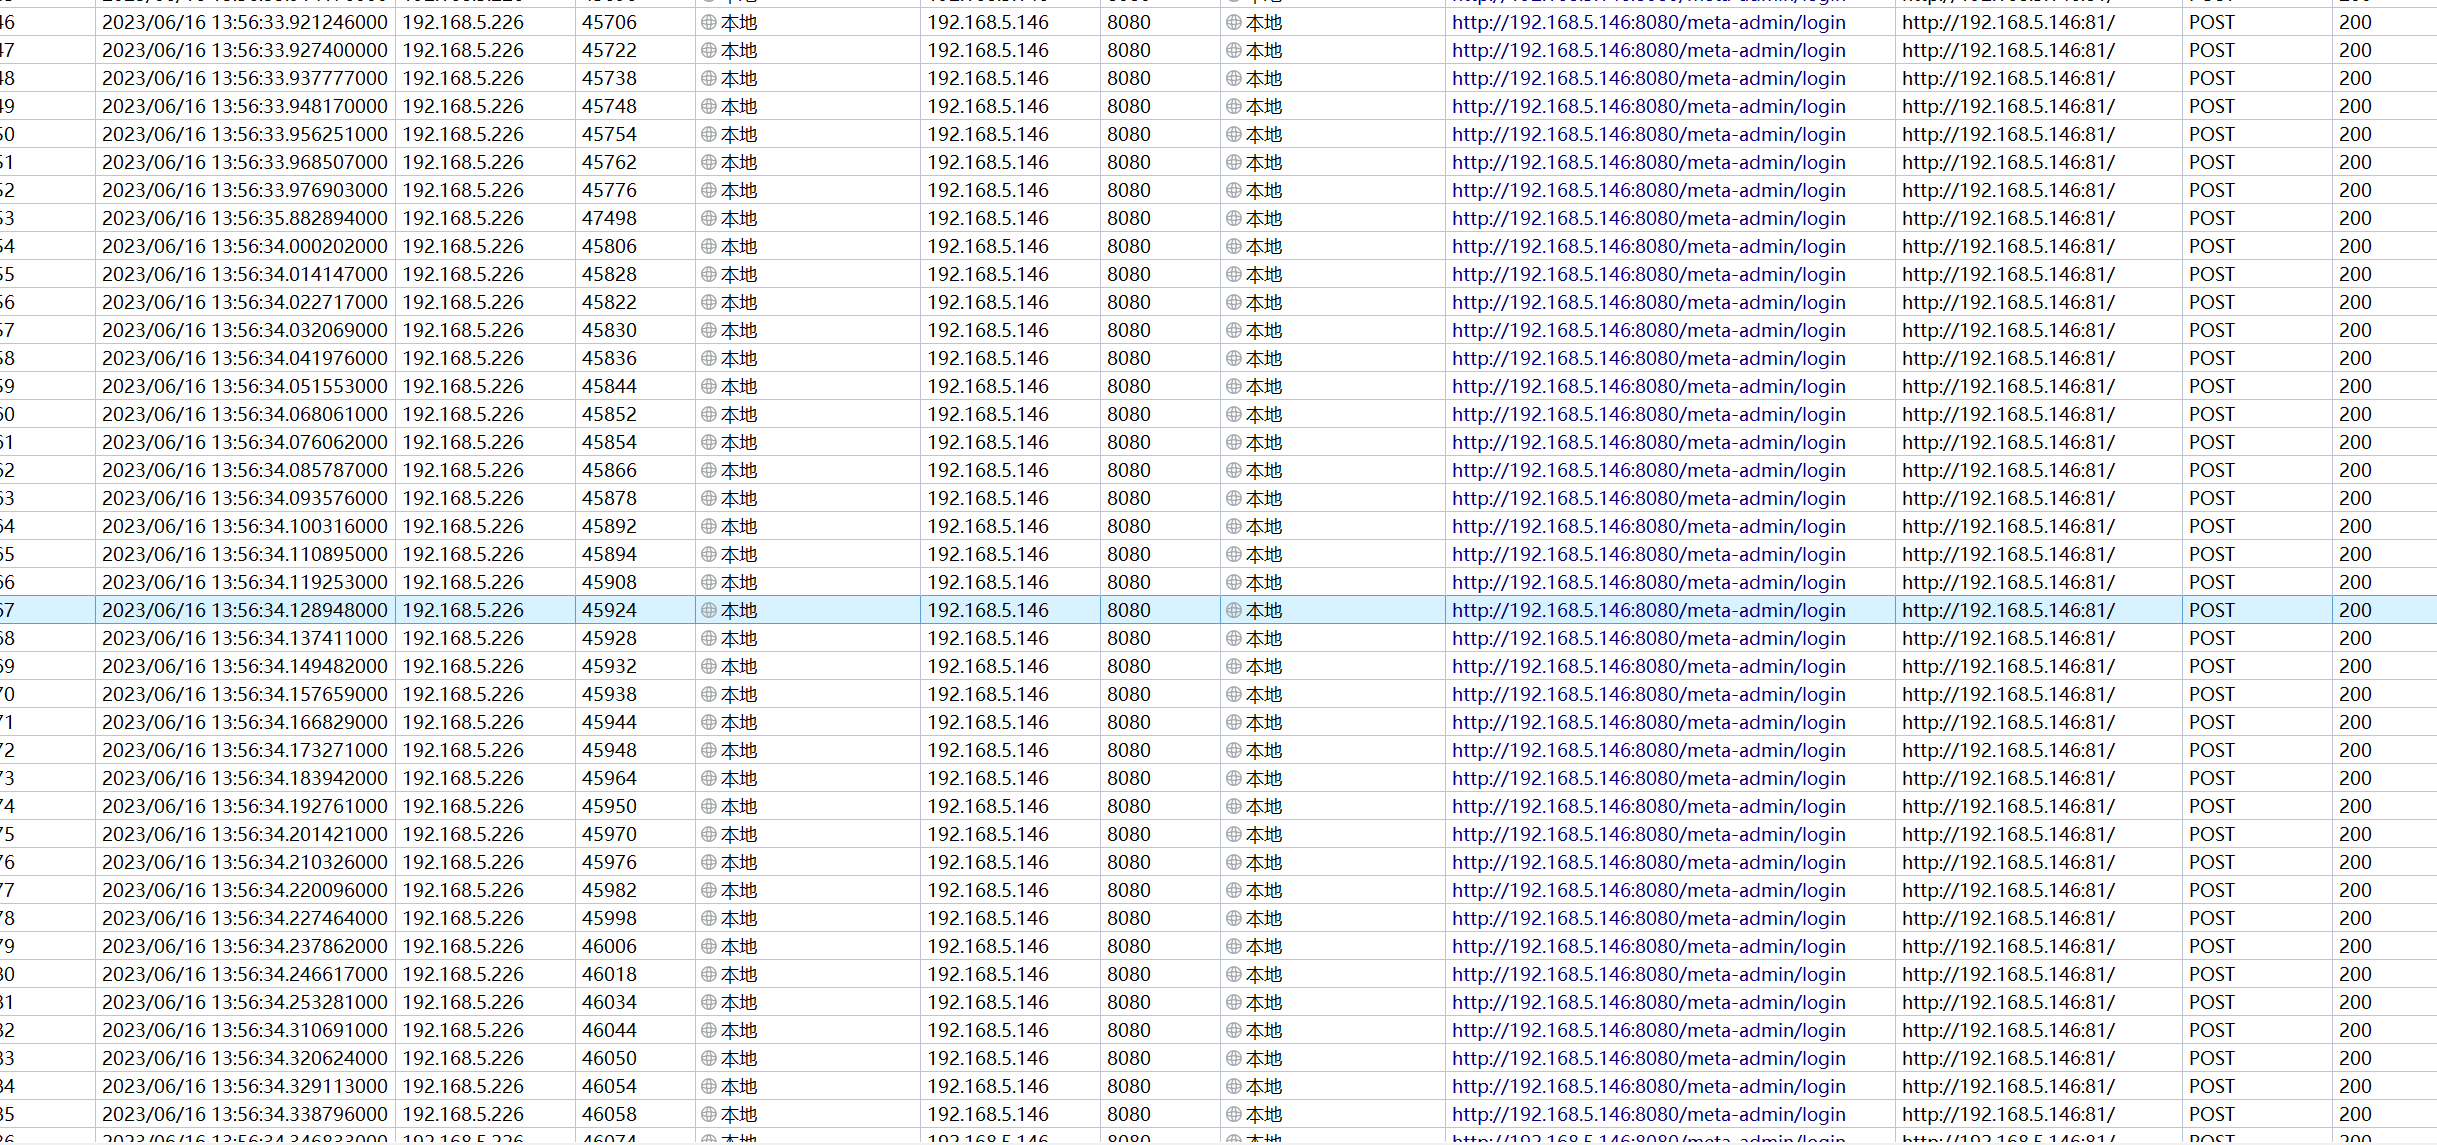 46 2023/06/16 13:56:33.921246000 192.168.5.226 45706 本地 192.168.5.146 8080 本地 http://192.168.5.146:8080/meta-admin/login http://192.168.5.146:81/ POST 200
47 2023/06/16 13:56:33.927400000 192.168.5.226 45722 本地 192.168.5.146 8080 本地 http://192.168.5.146:8080/meta-admin/login http://192.168.5.146:81/ POST 200
48 2023/06/16 13:56:33.937777000 192.168.5.226 45738 本地 192.168.5.146 8080 本地 http://192.168.5.146:8080/meta-admin/login http://192.168.5.146:81/ POST 200
49 2023/06/16 13:56:33.948170000 192.168.5.226 45748 本地 192.168.5.146 8080 本地 http://192.168.5.146:8080/meta-admin/login http://192.168.5.146:81/ POST 200
50 2023/06/16 13:56:33.956251000 192.168.5.226 45754 本地 192.168.5.146 8080 本地 http://192.168.5.146:8080/meta-admin/login http://192.168.5.146:81/ POST 200
51 2023/06/16 13:56:33.968507000 192.168.5.226 45762 本地 192.168.5.146 8080 本地 http://192.168.5.146:8080/meta-admin/login http://192.168.5.146:81/ POST 200
52 2023/06/16 13:56:33.976903000 192.168.5.226 45776 本地 192.168.5.146 8080 本地 http://192.168.5.146:8080/meta-admin/login http://192.168.5.146:81/ POST 200
53 2023/06/16 13:56:35.882894000 192.168.5.226 47498 本地 192.168.5.146 8080 本地 http://192.168.5.146:8080/meta-admin/login http://192.168.5.146:81/ POST 200
54 2023/06/16 13:56:34.000202000 192.168.5.226 45806 本地 192.168.5.146 8080 本地 http://192.168.5.146:8080/meta-admin/login http://192.168.5.146:81/ POST 200
55 2023/06/16 13:56:34.014147000 192.168.5.226 45828 本地 192.168.5.146 8080 本地 http://192.168.5.146:8080/meta-admin/login http://192.168.5.146:81/ POST 200
56 2023/06/16 13:56:34.022717000 192.168.5.226 45822 本地 192.168.5.146 8080 本地 http://192.168.5.146:8080/meta-admin/login http://192.168.5.146:81/ POST 200
57 2023/06/16 13:56:34.032069000 192.168.5.226 45830 本地 192.168.5.146 8080 本地 http://192.168.5.146:8080/meta-admin/login http://192.168.5.146:81/ POST 200
58 2023/06/16 13:56:34.041976000 192.168.5.226 45836 本地 192.168.5.146 8080 本地 http://192.168.5.146:8080/meta-admin/login http://192.168.5.146:81/ POST 200
59 2023/06/16 13:56:34.051553000 192.168.5.226 45844 本地 192.168.5.146 8080 本地 http://192.168.5.146:8080/meta-admin/login http://192.168.5.146:81/ POST 200
60 2023/06/16 13:56:34.068061000 192.168.5.226 45852 本地 192.168.5.146 8080 本地 http://192.168.5.146:8080/meta-admin/login http://192.168.5.146:81/ POST 200
61 2023/06/16 13:56:34.076062000 192.168.5.226 45854 本地 192.168.5.146 8080 本地 http://192.168.5.146:8080/meta-admin/login http://192.168.5.146:81/ POST 200
62 2023/06/16 13:56:34.085787000 192.168.5.226 45866 本地 192.168.5.146 8080 本地 http://192.168.5.146:8080/meta-admin/login http://192.168.5.146:81/ POST 200
63 2023/06/16 13:56:34.093576000 192.168.5.226 45878 本地 192.168.5.146 8080 本地 http://192.168.5.146:8080/meta-admin/login http://192.168.5.146:81/ POST 200
64 2023/06/16 13:56:34.100316000 192.168.5.226 45892 本地 192.168.5.146 8080 本地 http://192.168.5.146:8080/meta-admin/login http://192.168.5.146:81/ POST 200
65 2023/06/16 13:56:34.110895000 192.168.5.226 45894 本地 192.168.5.146 8080 本地 http://192.168.5.146:8080/meta-admin/login http://192.168.5.146:81/ POST 200
66 2023/06/16 13:56:34.119253000 192.168.5.226 45908 本地 192.168.5.146 8080 本地 http://192.168.5.146:8080/meta-admin/login http://192.168.5.146:81/ POST 200
67 2023/06/16 13:56:34.128948000 192.168.5.226 45924 本地 192.168.5.146 8080 本地 http://192.168.5.146:8080/meta-admin/login http://192.168.5.146:81/ POST 200
68 2023/06/16 13:56:34.137411000 192.168.5.226 45928 本地 192.168.5.146 8080 本地 http://192.168.5.146:8080/meta-admin/login http://192.168.5.146:81/ POST 200
69 2023/06/16 13:56:34.149482000 192.168.5.226 45932 本地 192.168.5.146 8080 本地 http://192.168.5.146:8080/meta-admin/login http://192.168.5.146:81/ POST 200
70 2023/06/16 13:56:34.157659000 192.168.5.226 45938 本地 192.168.5.146 8080 本地 http://192.168.5.146:8080/meta-admin/login http://192.168.5.146:81/ POST 200
71 2023/06/16 13:56:34.166829000 192.168.5.226 45944 本地 192.168.5.146 8080 本地 http://192.168.5.146:8080/meta-admin/login http://192.168.5.146:81/ POST 200
72 2023/06/16 13:56:34.173271000 192.168.5.226 45948 本地 192.168.5.146 8080 本地 http://192.168.5.146:8080/meta-admin/login http://192.168.5.146:81/ POST 200
73 2023/06/16 13:56:34.183942000 192.168.5.226 45964 本地 192.168.5.146 8080 本地 http://192.168.5.146:8080/meta-admin/login http://192.168.5.146:81/ POST 200
74 2023/06/16 13:56:34.192761000 192.168.5.226 45950 本地 192.168.5.146 8080 本地 http://192.168.5.146:8080/meta-admin/login http://192.168.5.146:81/ POST 200
75 2023/06/16 13:56:34.201421000 192.168.5.226 45970 本地 192.168.5.146 8080 本地 http://192.168.5.146:8080/meta-admin/login http://192.168.5.146:81/ POST 200
76 2023/06/16 13:56:34.210326000 192.168.5.226 45976 本地 192.168.5.146 8080 本地 http://192.168.5.146:8080/meta-admin/login http://192.168.5.146:81/ POST 200
77 2023/06/16 13:56:34.220096000 192.168.5.226 45982 本地 192.168.5.146 8080 本地 http://192.168.5.146:8080/meta-admin/login http://192.168.5.146:81/ POST 200
78 2023/06/16 13:56:34.227464000 192.168.5.226 45998 本地 192.168.5.146 8080 本地 http://192.168.5.146:8080/meta-admin/login http://192.168.5.146:81/ POST 200
79 2023/06/16 13:56:34.237862000 192.168.5.226 46006 本地 192.168.5.146 8080 本地 http://192.168.5.146:8080/meta-admin/login http://192.168.5.146:81/ POST 200
80 2023/06/16 13:56:34.246617000 192.168.5.226 46018 本地 192.168.5.146 8080 本地 http://192.168.5.146:8080/meta-admin/login http://192.168.5.146:81/ POST 200
81 2023/06/16 13:56:34.253281000 192.168.5.226 46034 本地 192.168.5.146 8080 本地 http://192.168.5.146:8080/meta-admin/login http://192.168.5.146:81/ POST 200
82 2023/06/16 13:56:34.310691000 192.168.5.226 46044 本地 192.168.5.146 8080 本地 http://192.168.5.146:8080/meta-admin/login http://192.168.5.146:81/ POST 200
83 2023/06/16 13:56:34.320624000 192.168.5.226 46050 本地 192.168.5.146 8080 本地 http://192.168.5.146:8080/meta-admin/login http://192.168.5.146:81/ POST 200
84 2023/06/16 13:56:34.329113000 192.168.5.226 46054 本地 192.168.5.146 8080 本地 http://192.168.5.146:8080/meta-admin/login http://192.168.5.146:81/ POST 200
85 2023/06/16 13:56:34.338796000 192.168.5.226 46058 本地 192.168.5.146 8080 本地 http://192.168.5.146:8080/meta-admin/login http://192.168.5.146:81/ POST 200